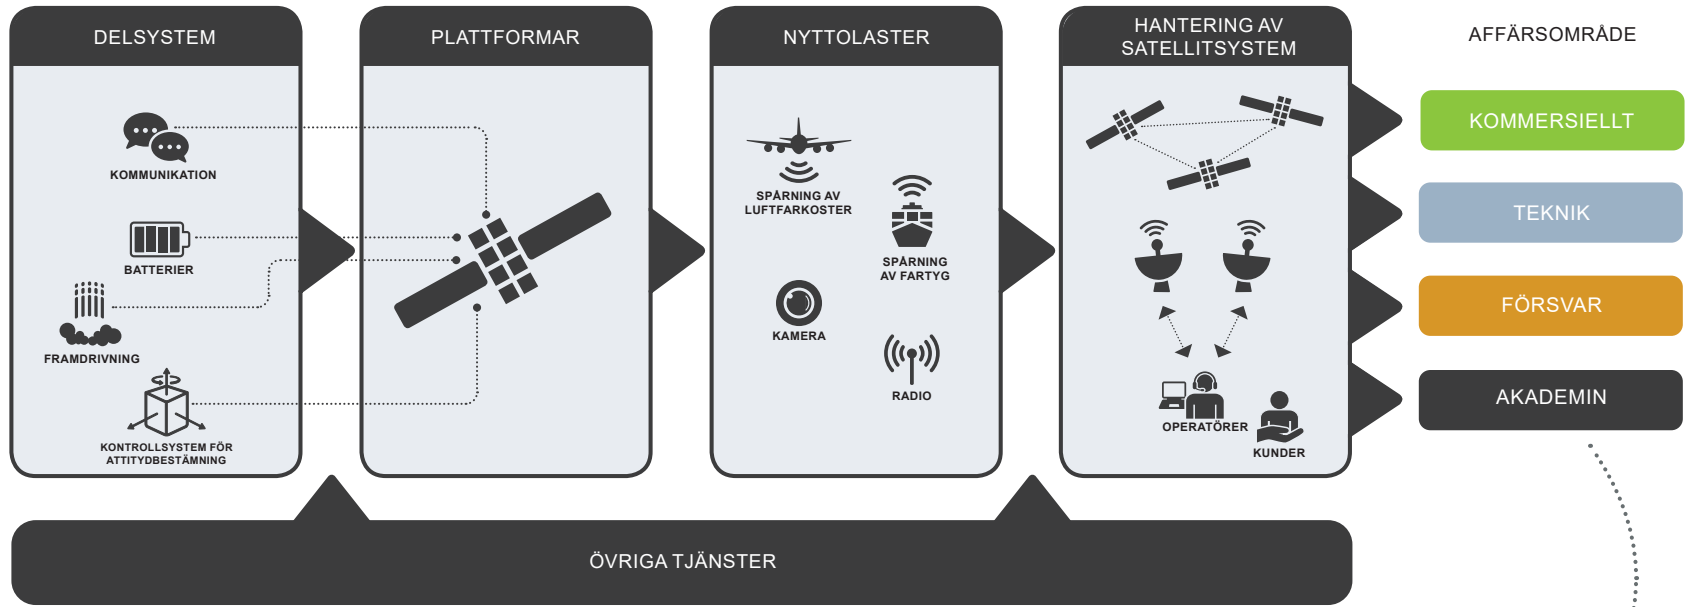 DELSYSTEM
KOMMUNIKATION
BATTERIER
FRAMDRIVNING
KONTROLLSYSTEM FÖR
ATTITYDBESTÄMNING
PLATTFORMAR
NYTTOLASTER
SPÅRNING AV
LUFTFARKOSTER
SPÅRNING
AV FARTYG
KAMERA
RADIO
HANTERING AV
SATELLITSYSTEM
OPERATÖRER
KUNDER
AFFÄRSOMRÅDE
KOMMERSIELLT
TEKNIK
FÖRSVAR
AKADEMIN
ÖVRIGA TJÄNSTER